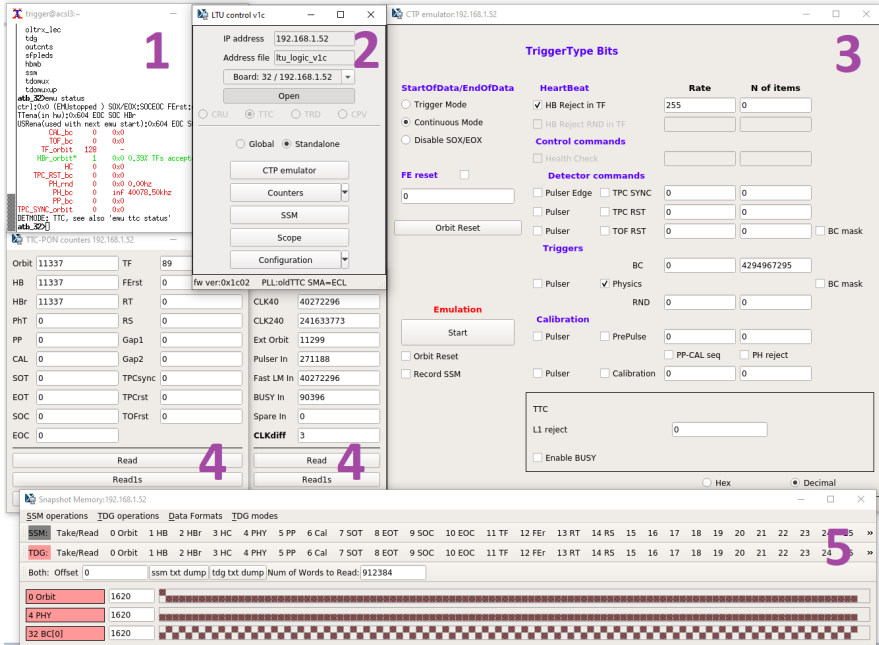 trigger@acsl3:~
oltrx_lec
tdg
outcnts
sfpleds
hbmb
ssm
tdomux
tdomuxup
atb_32>emu status
ctrl:0x0 (EMUstopped ) SOX/EOX:SOCEOC FErst:
TTena(in hw):0x604 EOC SOC HBr
USRena(used with next emu start):0x604 EOC S
CAL_bc 0 0x0
TOF_bc 0 0x0
TF_orbit 128 -
HBr_orbit* 1 0x0 0.39% TFs accept
HC 0 0x0
TPC_RST_bc 0 0x0
PH_rnd 0 0x0 0.00hz
PH_bc 0 inf 40078.50khz
PP_bc 0 0x0
TPC_SYNC_orbit 0 0x0
DETMODE: TTC, see also 'emu ttc status'
atb_32>
1
LTU control v1c
2
IP address 192.168.1.52
Address file ltu_logic_v1c
Board: 32 / 192.168.1.52
Open
CRU TTC TRD CPV
Global Standalone
CTP emulator
Counters
SSM
Scope
Configuration
fw ver:0x1c02 PLL:oldTTC SMA=ECL
CTP emulator:192.168.1.52
3
TriggerType Bits
StartOfData/EndOfData HeartBeat Rate N of items
Trigger Mode HB Reject in TF 255 0
Continuous Mode HB Reject RND in TF
Disable SOX/EOX Control commands
Health Check
FE reset Detector commands
0 Pulser Edge TPC SYNC 0 0
Pulser TPC RST 0 0
Orbit Reset Pulser TOF RST 0 0 BC mask
Triggers
BC 0 4294967295
Pulser Physics BC mask
RND 0 0
Emulation Calibration
Start Pulser PrePulse 0 0
Orbit Reset PP-CAL seq PH reject
Record SSM Pulser Calibration 0 0
TTC
L1 reject 0
Enable BUSY
Hex Decimal
TTC-PON counters 192.168.1.52
Orbit 11337 TF 89
HB 11337 FErst 0
HBr 11337 RT 0
PhT 0 RS 0
PP 0 Gap1 0
CAL 0 Gap2 0
SOT 0 TPCsync 0
EOT 0 TPCrst 0
SOC 0 TOFrst 0
EOC 0
Read
Read1s
4
CLK40 40272296
CLK240 241633773
Ext Orbit 11299
Pulser In 271188
Fast LM In 40272296
BUSY In 90396
Spare In 0
CLKdiff 3
Read
Read1s
4
Snapshot Memory:192.168.1.52
SSM operations TDG operations Data Formats TDG modes
SSM: Take/Read 0 Orbit 1 HB 2 HBr 3 HC 4 PHY 5 PP 6 Cal 7 SOT 8 EOT 9 SOC 10 EOC 11 TF 12 FEr 13 RT 14 RS 15 16 17 18 19 20 21 22 23 24 25 »
TDG: Take/Read 0 Orbit 1 HB 2 HBr 3 HC 4 PHY 5 PP 6 Cal 7 SOT 8 EOT 9 SOC 10 EOC 11 TF 12 FEr 13 RT 14 RS 15 16 17 18 19 20 21 22 23 24 25 »
5
Both: Offset 0 ssm txt dump tdg txt dump Num of Words to Read: 912384
0 Orbit 1620
4 PHY 1620
32 BC[0] 1620